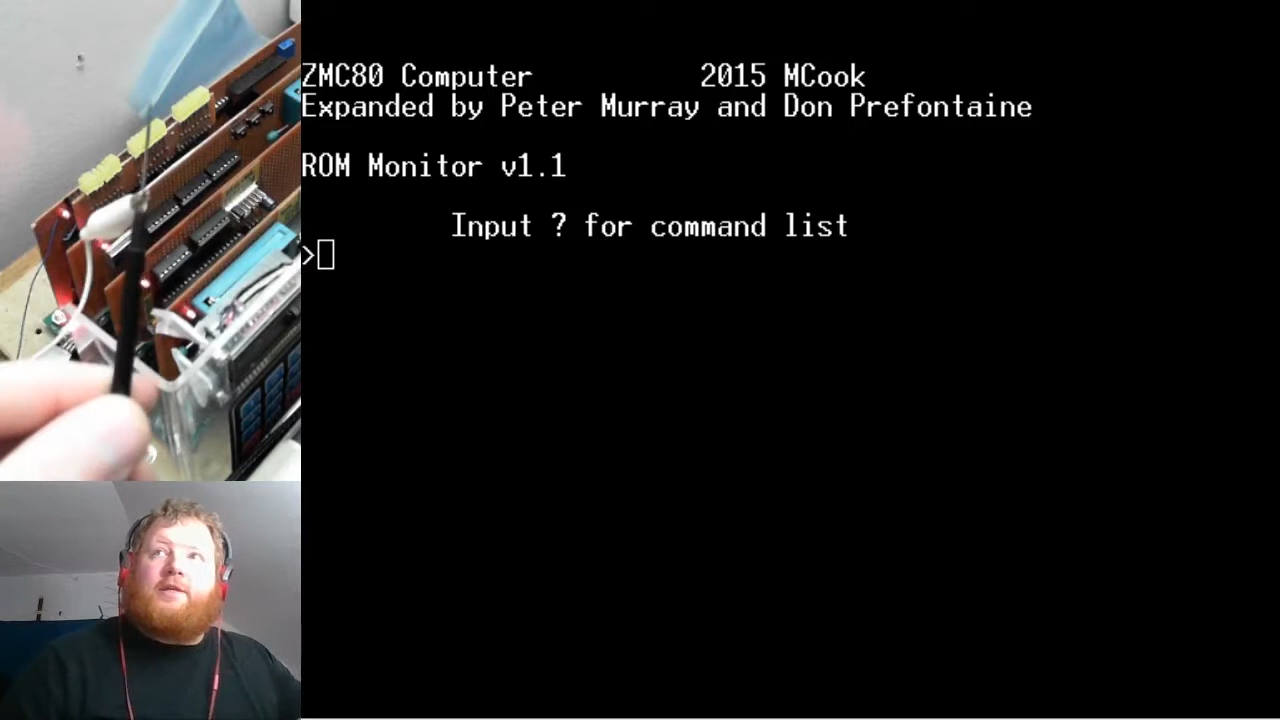 ZMC80 Computer 2015 MCook
Expanded by Peter Murray and Don Prefontaine
ROM Monitor v1.1
Input ? for command list
>